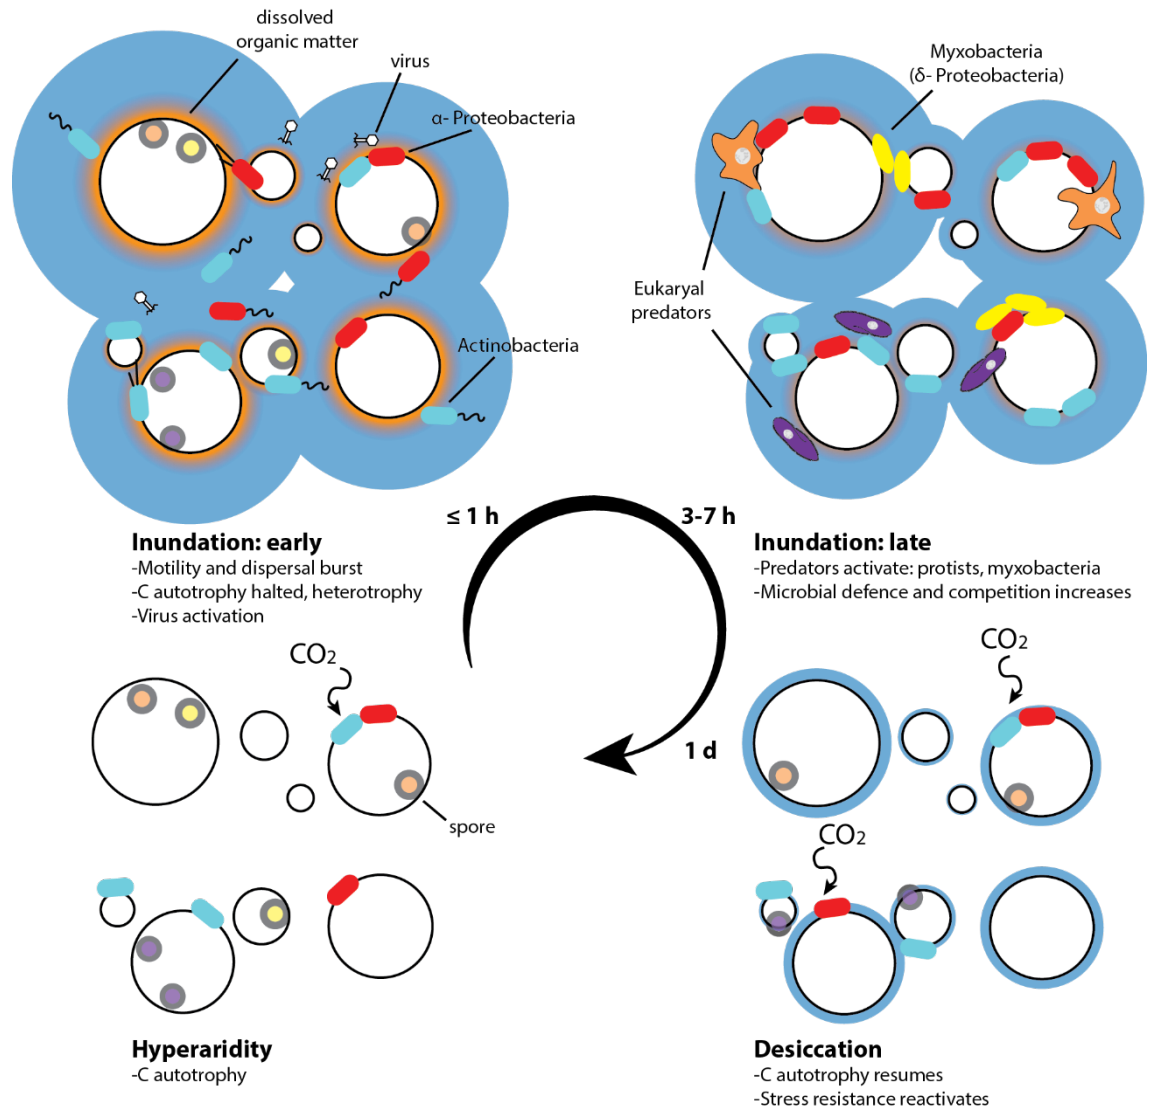 dissolved
organic matter
virus
α- Proteobacteria
Actinobacteria
Myxobacteria
(δ- Proteobacteria)
Eukaryal
predators
≤ 1 h
3-7 h
1 d
Inundation: early
-Motility and dispersal burst
-C autotrophy halted, heterotrophy
-Virus activation
Inundation: late
-Predators activate: protists, myxobacteria
-Microbial defence and competition increases
CO2
spore
Hyperaridity
-C autotrophy
CO2
CO2
Desiccation
-C autotrophy resumes
-Stress resistance reactivates